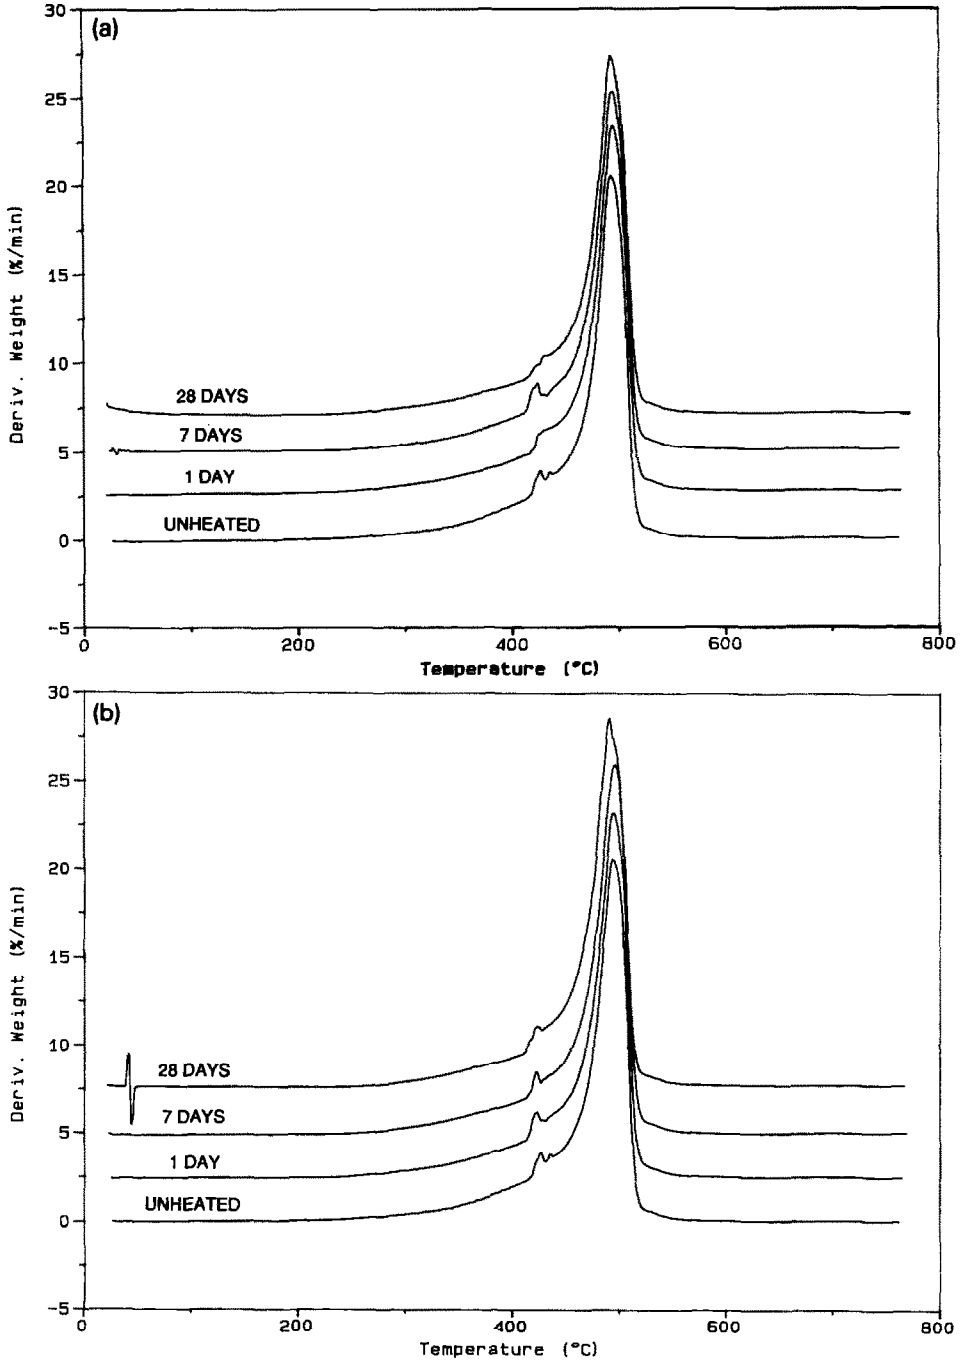 (a)
30
25
20
15
10
5
0
-5
Deriv. Weight (%/min)
28 DAYS
7 DAYS
1 DAY
UNHEATED
0 200 400 600 800
Temperature (°C)
(b)
30
25
20
15
10
5
0
-5
Deriv. Weight (%/min)
28 DAYS
7 DAYS
1 DAY
UNHEATED
0 200 400 600 800
Temperature (°C)